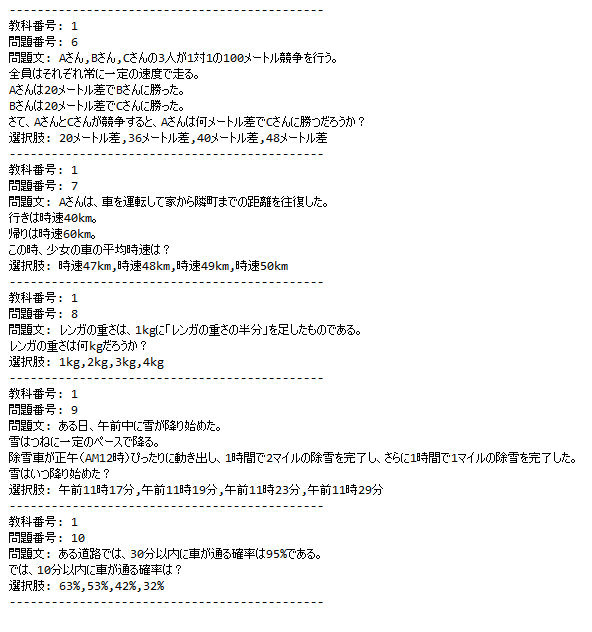 ---------------------------------------------
教科番号: 1
問題番号: 6
問題文: Aさん,Bさん,Cさんの3人が1対1の100メートル競争を行う。
全員はそれぞれ常に一定の速度で走る。
Aさんは20メートル差でBさんに勝った。
Bさんは20メートル差でCさんに勝った。
さて、AさんとCさんが競争すると、Aさんは何メートル差でCさんに勝つだろうか？
選択肢: 20メートル差,36メートル差,40メートル差,48メートル差
---------------------------------------------
教科番号: 1
問題番号: 7
問題文: Aさんは、車を運転して家から隣町までの距離を往復した。
行きは時速40km。
帰りは時速60km。
この時、少女の車の平均時速は？
選択肢: 時速47km,時速48km,時速49km,時速50km
---------------------------------------------
教科番号: 1
問題番号: 8
問題文: レンガの重さは、1kgに「レンガの重さの半分」を足したものである。
レンガの重さは何kgだろうか？
選択肢: 1kg,2kg,3kg,4kg
---------------------------------------------
教科番号: 1
問題番号: 9
問題文: ある日、午前中に雪が降り始めた。
雪はつねに一定のペースで降る。
除雪車が正午（AM12時）ぴったりに動き出し、1時間で2マイルの除雪を完了し、さらに1時間で1マイルの除雪を完了した。
雪はいつ降り始めた？
選択肢: 午前11時17分,午前11時19分,午前11時23分,午前11時29分
---------------------------------------------
教科番号: 1
問題番号: 10
問題文: ある道路では、30分以内に車が通る確率は95%である。
では、10分以内に車が通る確率は？
選択肢: 63%,53%,42%,32%
---------------------------------------------